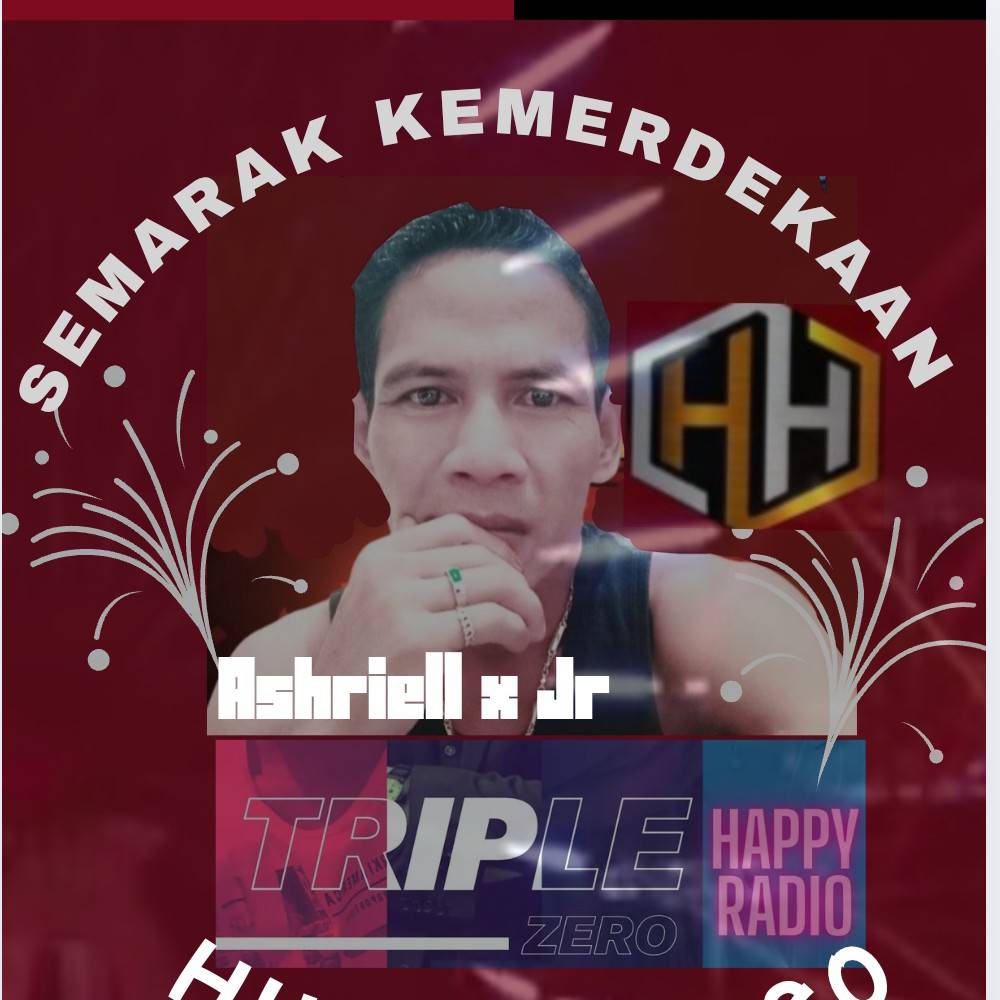 SEMARAK KEMERDEKAAN
HH
Ashriell x Jr
TRIPLE
ZERO
HAPPY
RADIO